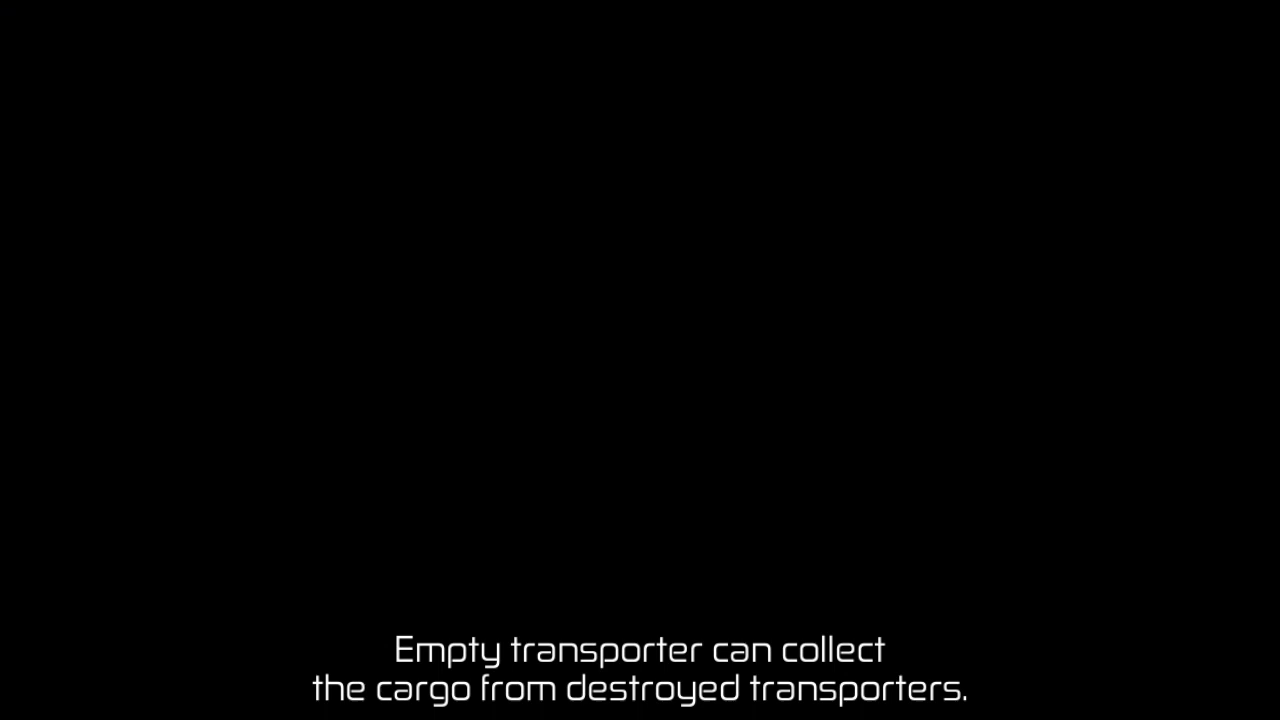 Empty transporter can collect
the cargo from destroyed transporters.